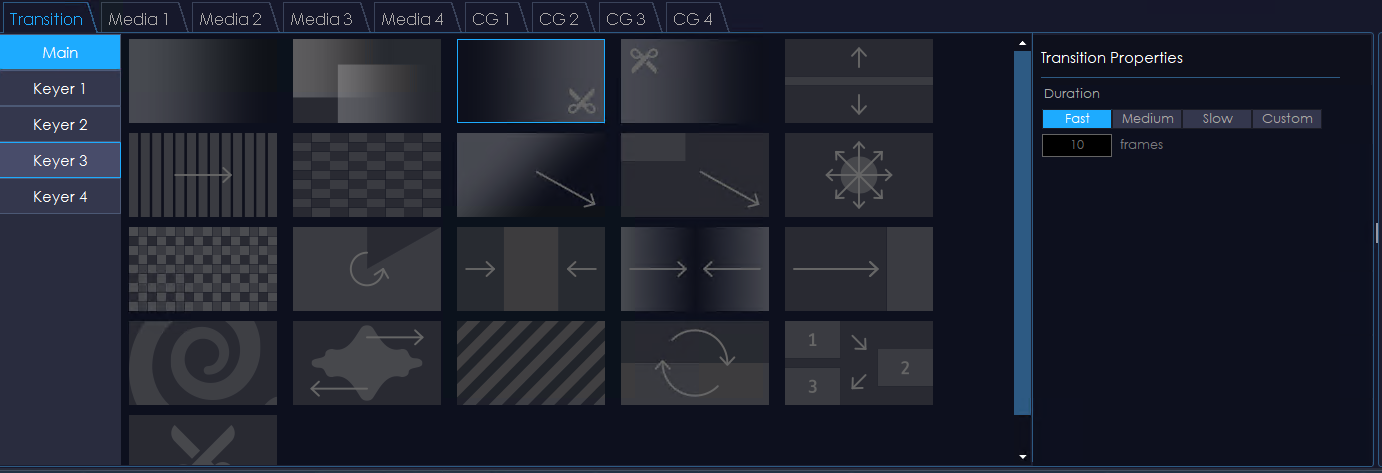 Transition Media 1 Media 2 Media 3 Media 4 CG 1 CG 2 CG 3 CG 4
Main
Keyer 1
Keyer 2
Keyer 3
Keyer 4
1
2
3
Transition Properties
Duration
Fast Medium Slow Custom
10 frames